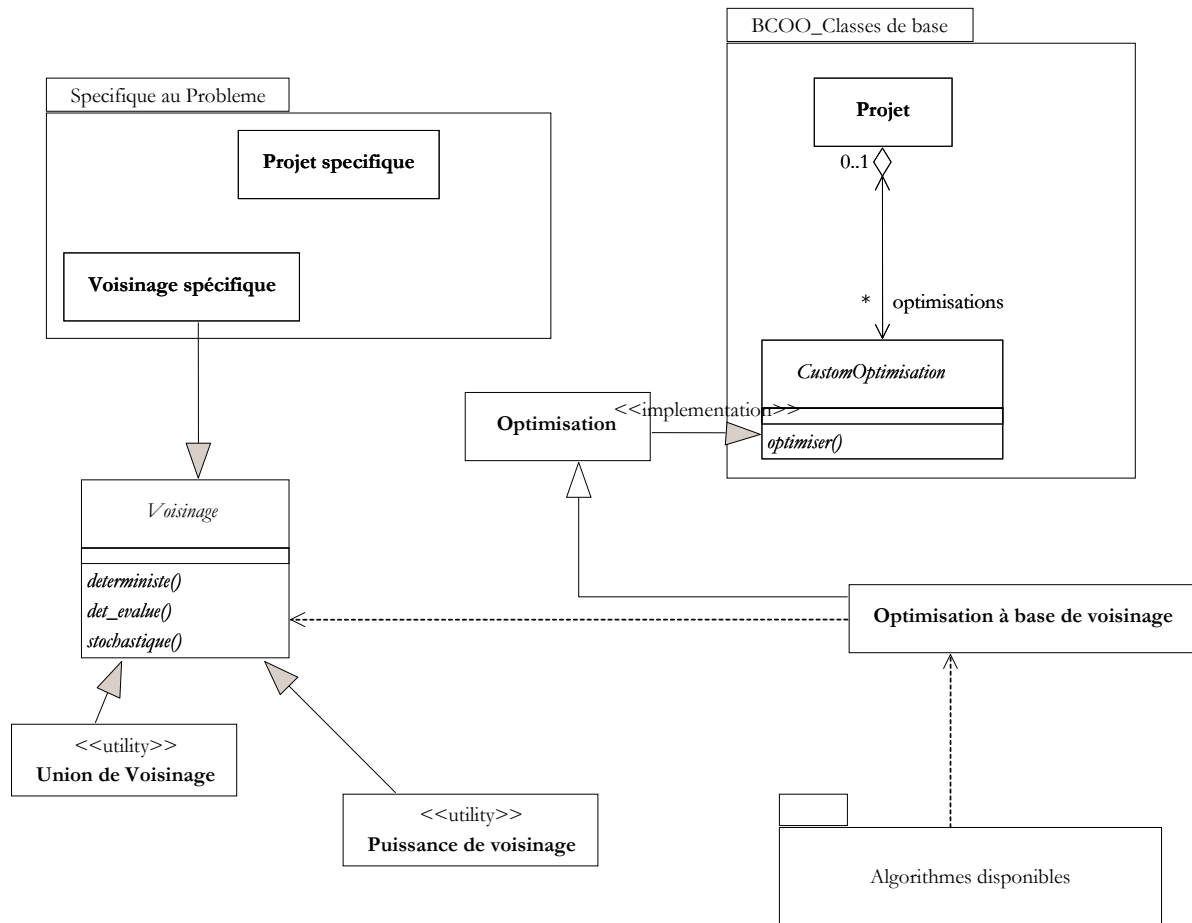 BCOO_Classes de base
Specifique au Probleme
Projet
Projet specifique
0..1
Voisinage spécifique
* optimisations
CustomOptimisation
<<implementation>>
Optimisation
optimiser()
Voisinage
deterministe()
det_evalue()
stochastique()
Optimisation à base de voisinage
<<utility>>
Union de Voisinage
<<utility>>
Puissance de voisinage
Algorithmes disponibles